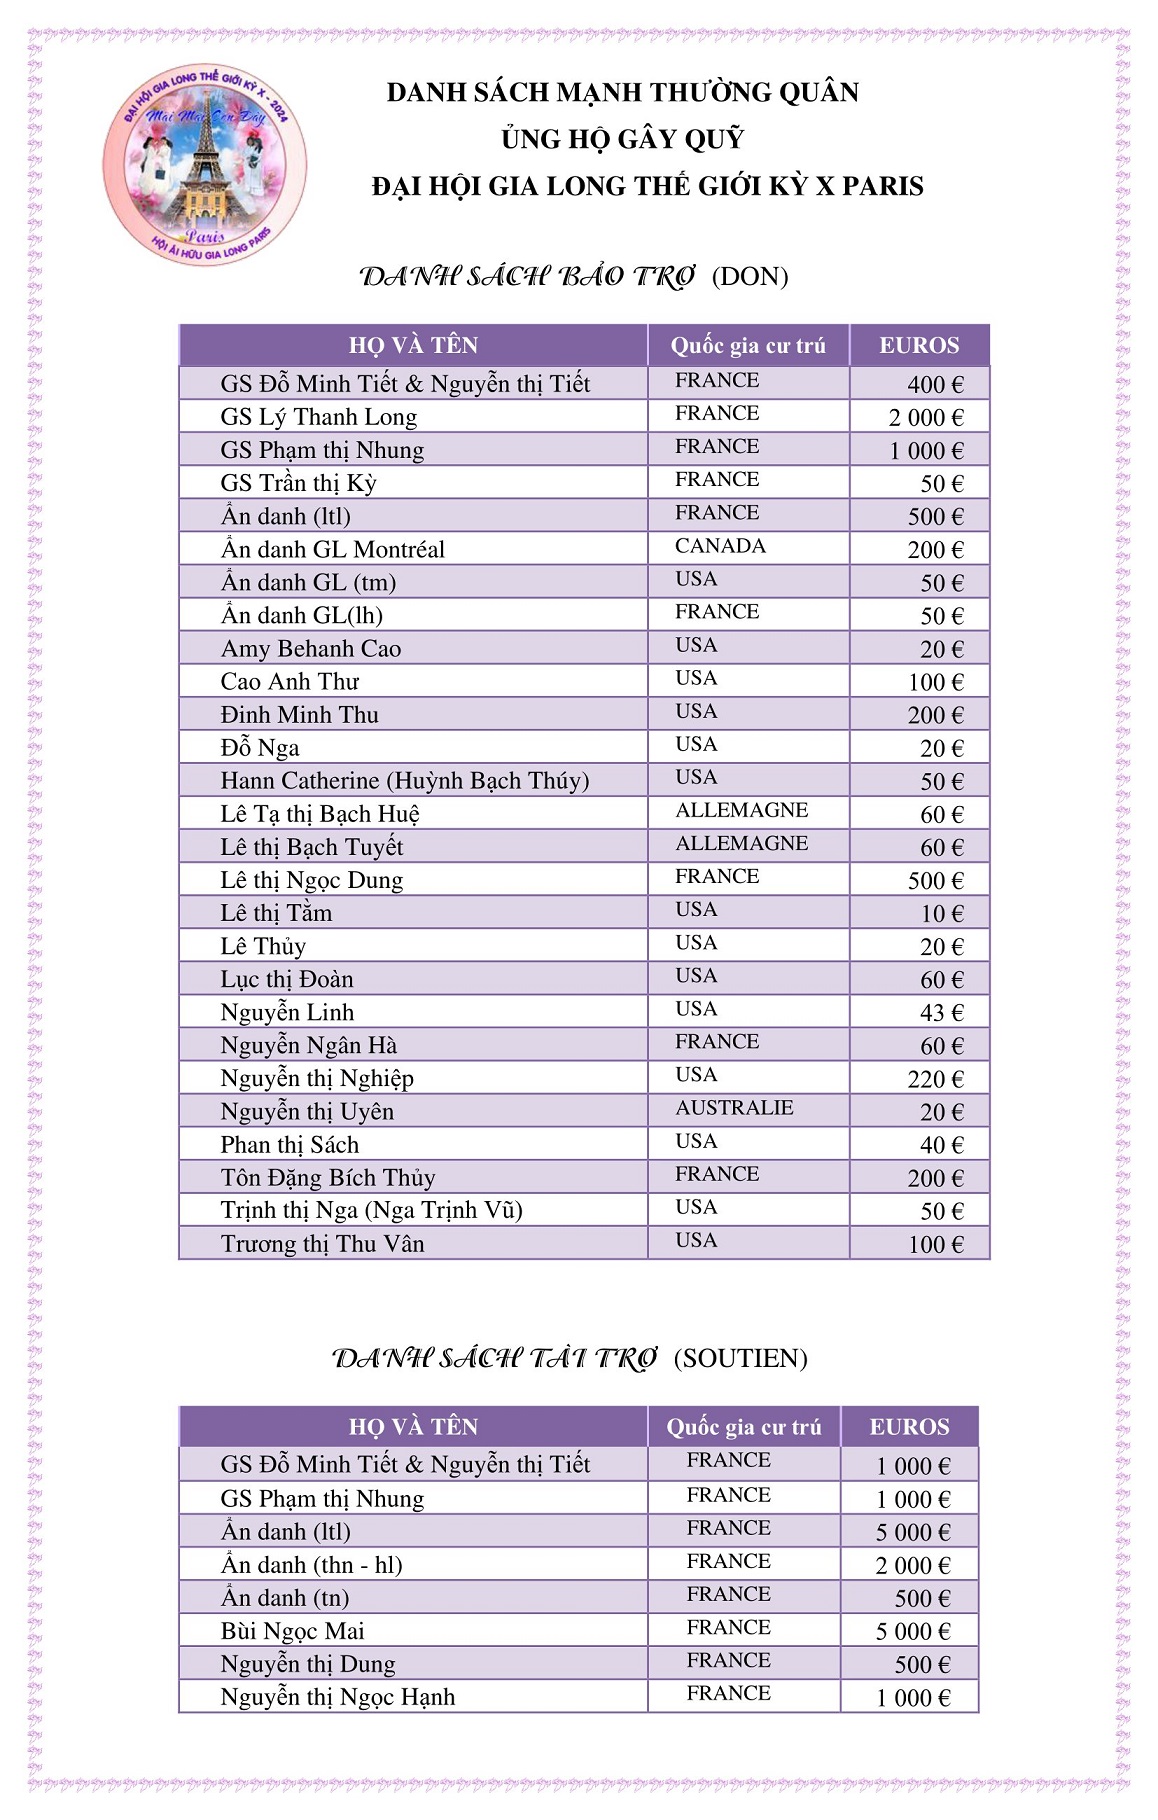 ĐẠI HỘI GIA LONG THẾ GIỚI KỲ X - 2024
Mãi Mãi Còn Đây
Paris
HỘI ÁI HỮU GIA LONG PARIS
DANH SÁCH MẠNH THƯỜNG QUÂN
ỦNG HỘ GÂY QUỸ
ĐẠI HỘI GIA LONG THẾ GIỚI KỲ X PARIS
DANH SÁCH BẢO TRỢ (DON)
HỌ VÀ TÊN Quốc gia cư trú EUROS
GS Đỗ Minh Tiết & Nguyễn thị Tiết FRANCE 400 €
GS Lý Thanh Long FRANCE 2 000 €
GS Phạm thị Nhung FRANCE 1 000 €
GS Trần thị Kỳ FRANCE 50 €
Ẩn danh (ltl) FRANCE 500 €
Ẩn danh GL Montréal CANADA 200 €
Ẩn danh GL (tm) USA 50 €
Ẩn danh GL(lh) FRANCE 50 €
Amy Behanh Cao USA 20 €
Cao Anh Thư USA 100 €
Đinh Minh Thu USA 200 €
Đỗ Nga USA 20 €
Hann Catherine (Huỳnh Bạch Thúy) USA 50 €
Lê Tạ thị Bạch Huệ ALLEMAGNE 60 €
Lê thị Bạch Tuyết ALLEMAGNE 60 €
Lê thị Ngọc Dung FRANCE 500 €
Lê thị Tằm USA 10 €
Lê Thủy USA 20 €
Lục thị Đoàn USA 60 €
Nguyễn Linh USA 43 €
Nguyễn Ngân Hà FRANCE 60 €
Nguyễn thị Nghiệp USA 220 €
Nguyễn thị Uyên AUSTRALIE 20 €
Phan thị Sách USA 40 €
Tôn Đặng Bích Thủy FRANCE 200 €
Trịnh thị Nga (Nga Trịnh Vũ) USA 50 €
Trương thị Thu Vân USA 100 €
DANH SÁCH TÀI TRỢ (SOUTIEN)
HỌ VÀ TÊN Quốc gia cư trú EUROS
GS Đỗ Minh Tiết & Nguyễn thị Tiết FRANCE 1 000 €
GS Phạm thị Nhung FRANCE 1 000 €
Ẩn danh (ltl) FRANCE 5 000 €
Ẩn danh (thn - hl) FRANCE 2 000 €
Ẩn danh (tn) FRANCE 500 €
Bùi Ngọc Mai FRANCE 5 000 €
Nguyễn thị Dung FRANCE 500 €
Nguyễn thị Ngọc Hạnh FRANCE 1 000 €